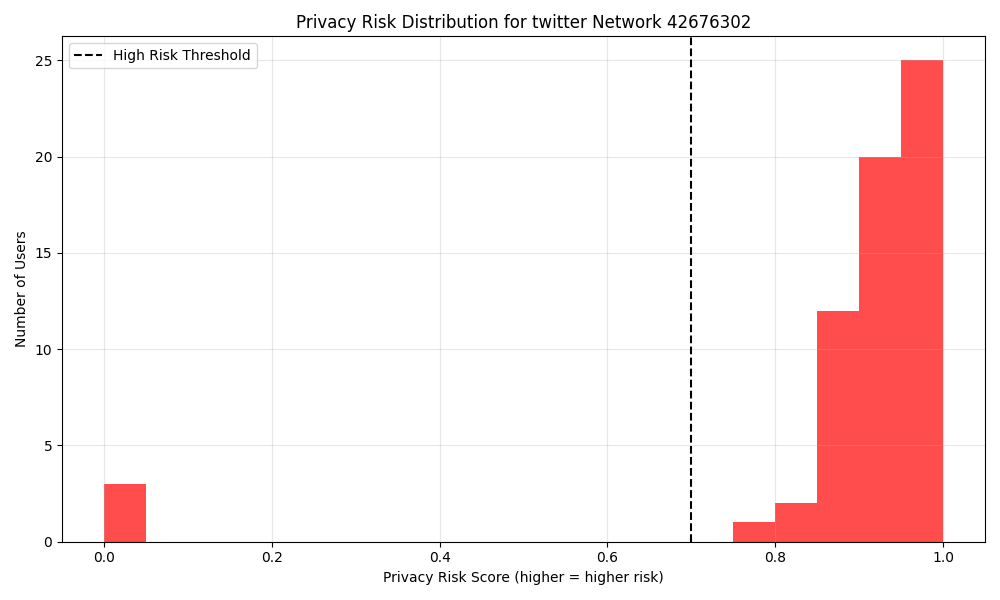 Privacy Risk Distribution for twitter Network 42676302
High Risk Threshold
Number of Users
25
20
15
10
5
0
0.0 0.2 0.4 0.6 0.8 1.0
Privacy Risk Score (higher = higher risk)